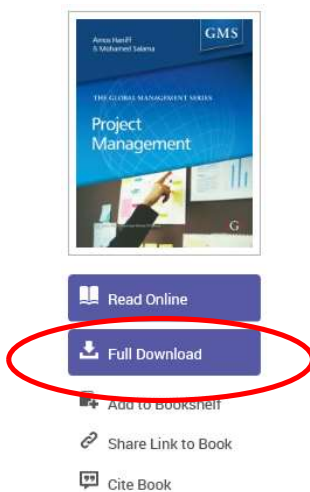 Amos Haniff
& Mohamed Salama
GMS
THE GLOBAL MANAGEMENT SERIES
Project
Management
G
Read Online
Full Download
Add to Bookshelf
Share Link to Book
Cite Book